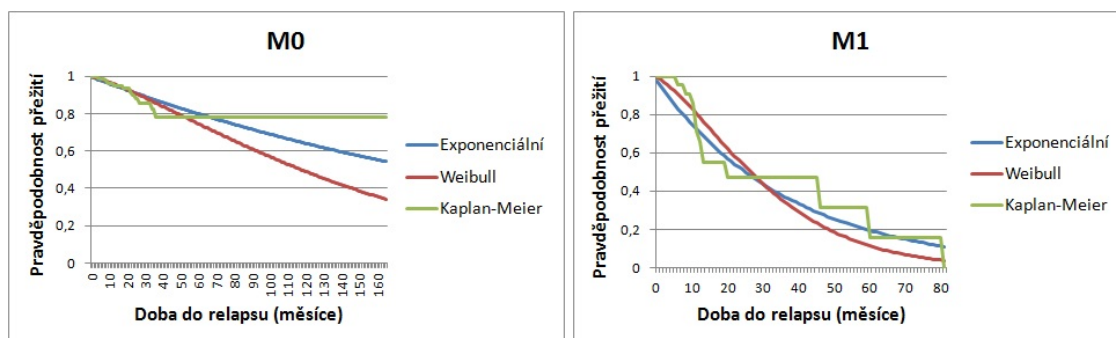 M0
Pravděpodobnost přežití
1
0,8
0,6
0,4
0,2
0
0 10 20 30 40 50 60 70 80 90 100 110 120 130 140 150 160
Doba do relapsu (měsíce)
Exponenciální
Weibull
Kaplan-Meier
M1
Pravděpodobnost přežití
1
0,8
0,6
0,4
0,2
0
0 10 20 30 40 50 60 70 80
Doba do relapsu (měsíce)
Exponenciální
Weibull
Kaplan-Meier